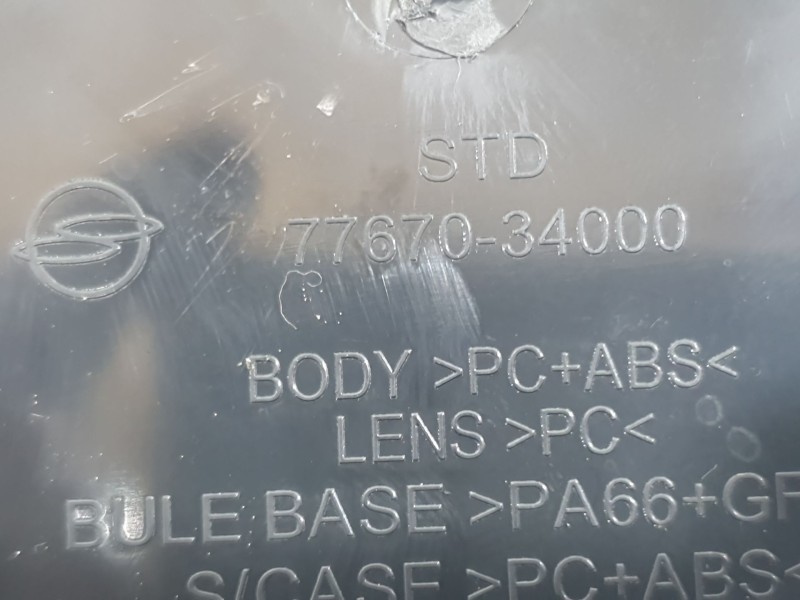 STD
77670-34000
BODY >PC+ABS<
LENS >PC<
BULE BASE >PA66+GF
S/CASE >PC+ABS<